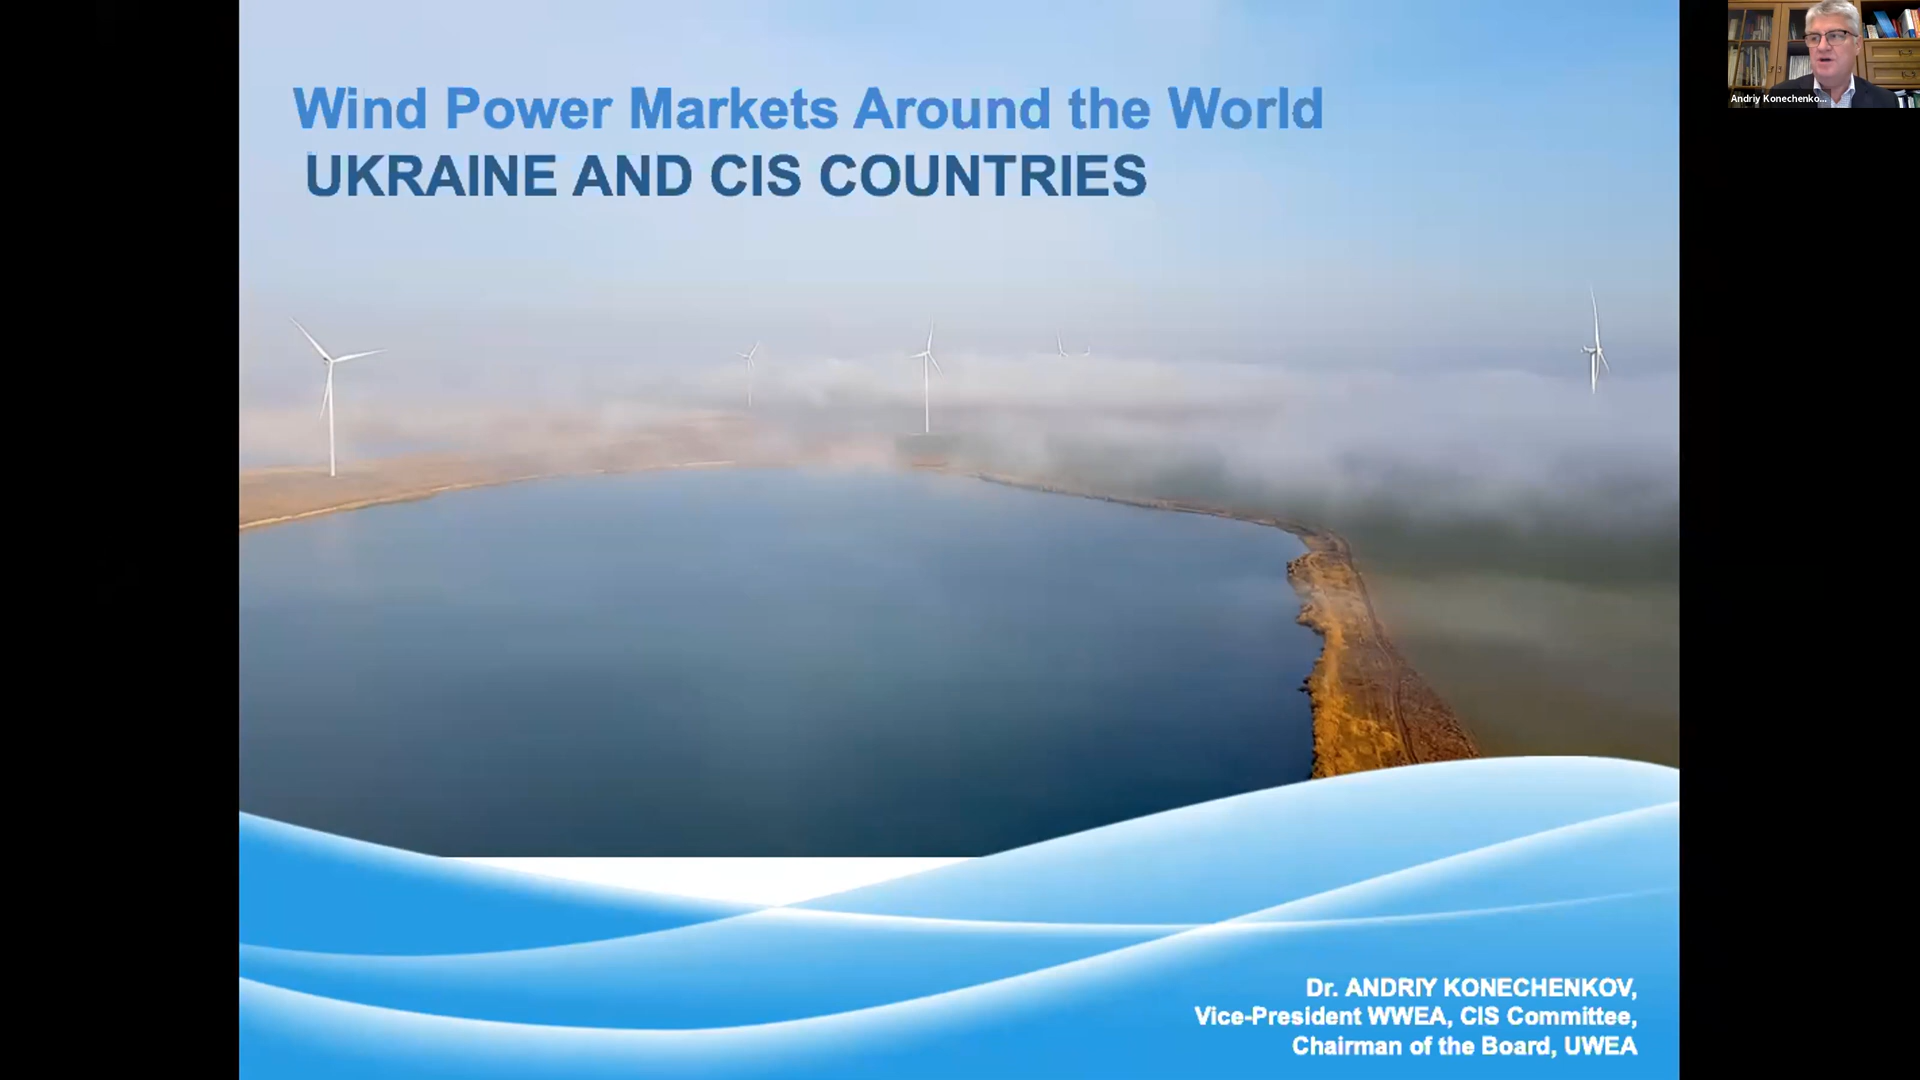 Wind Power Markets Around the World
UKRAINE AND CIS COUNTRIES
Andriy Konechenko...
Dr. ANDRIY KONECHENKOV,
Vice-President WWEA, CIS Committee,
Chairman of the Board, UWEA